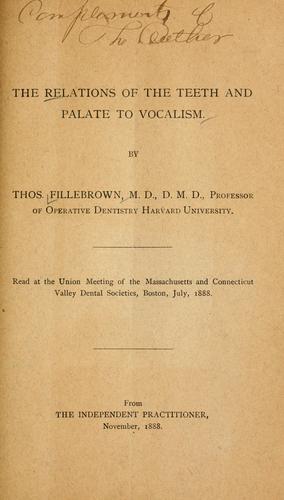 Compliments of
The Author
THE RELATIONS OF THE TEETH AND
PALATE TO VOCALISM.
BY
THOS. FILLEBROWN, M. D., D. M. D., Professor
of Operative Dentistry Harvard University.
Read at the Union Meeting of the Massachusetts and Connecticut
Valley Dental Societies, Boston, July, 1888.
From
THE INDEPENDENT PRACTITIONER,
November, 1888.